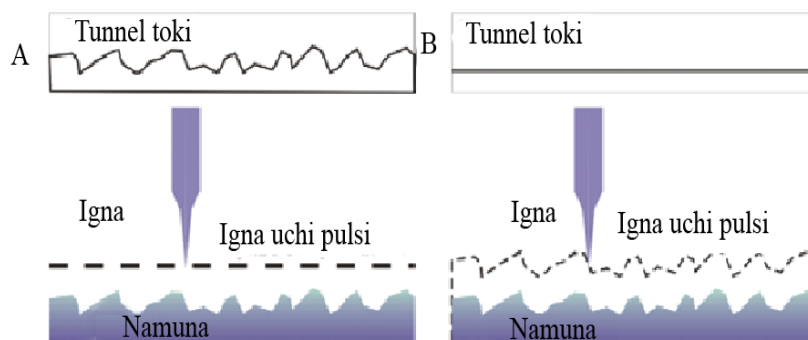 A
Tunnel toki
B
Tunnel toki
Igna
Igna uchi pulsi
Igna
Igna uchi pulsi
Namuna
Namuna